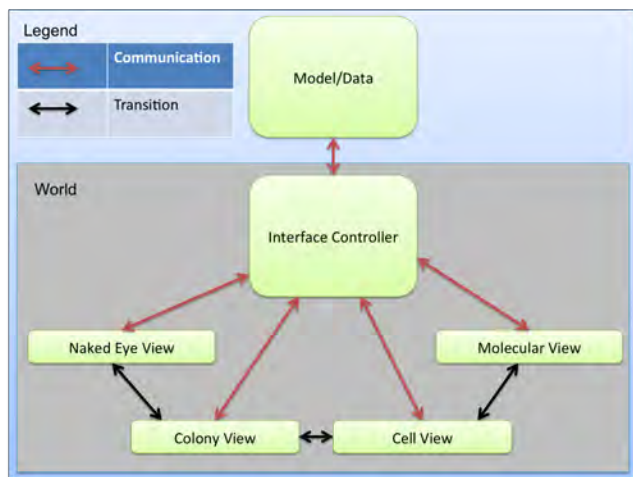 Legend
Communication
Transition
Model/Data
World
Interface Controller
Naked Eye View
Molecular View
Colony View
Cell View